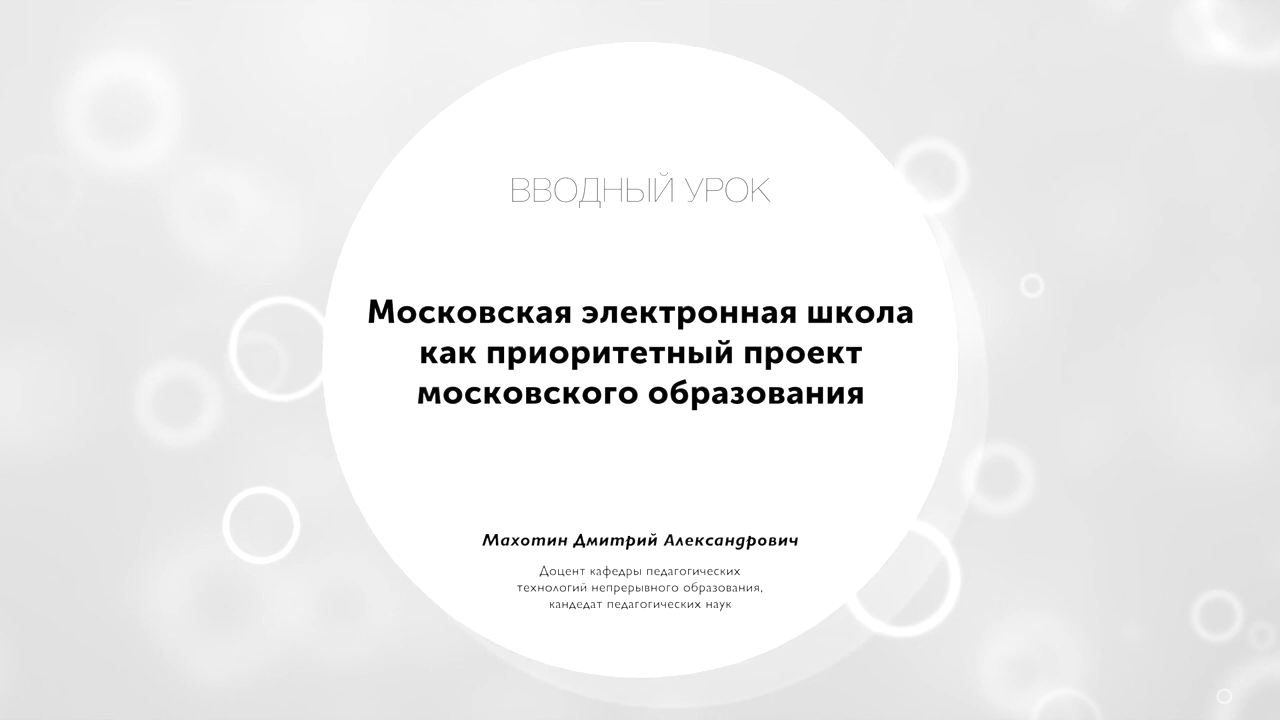 ВВОДНЫЙ УРОК
Московская электронная школа
как приоритетный проект
московского образования
Махотин Дмитрий Александрович
Доцент кафедры педагогических
технологий непрерывного образования,
кандедат педагогических наук